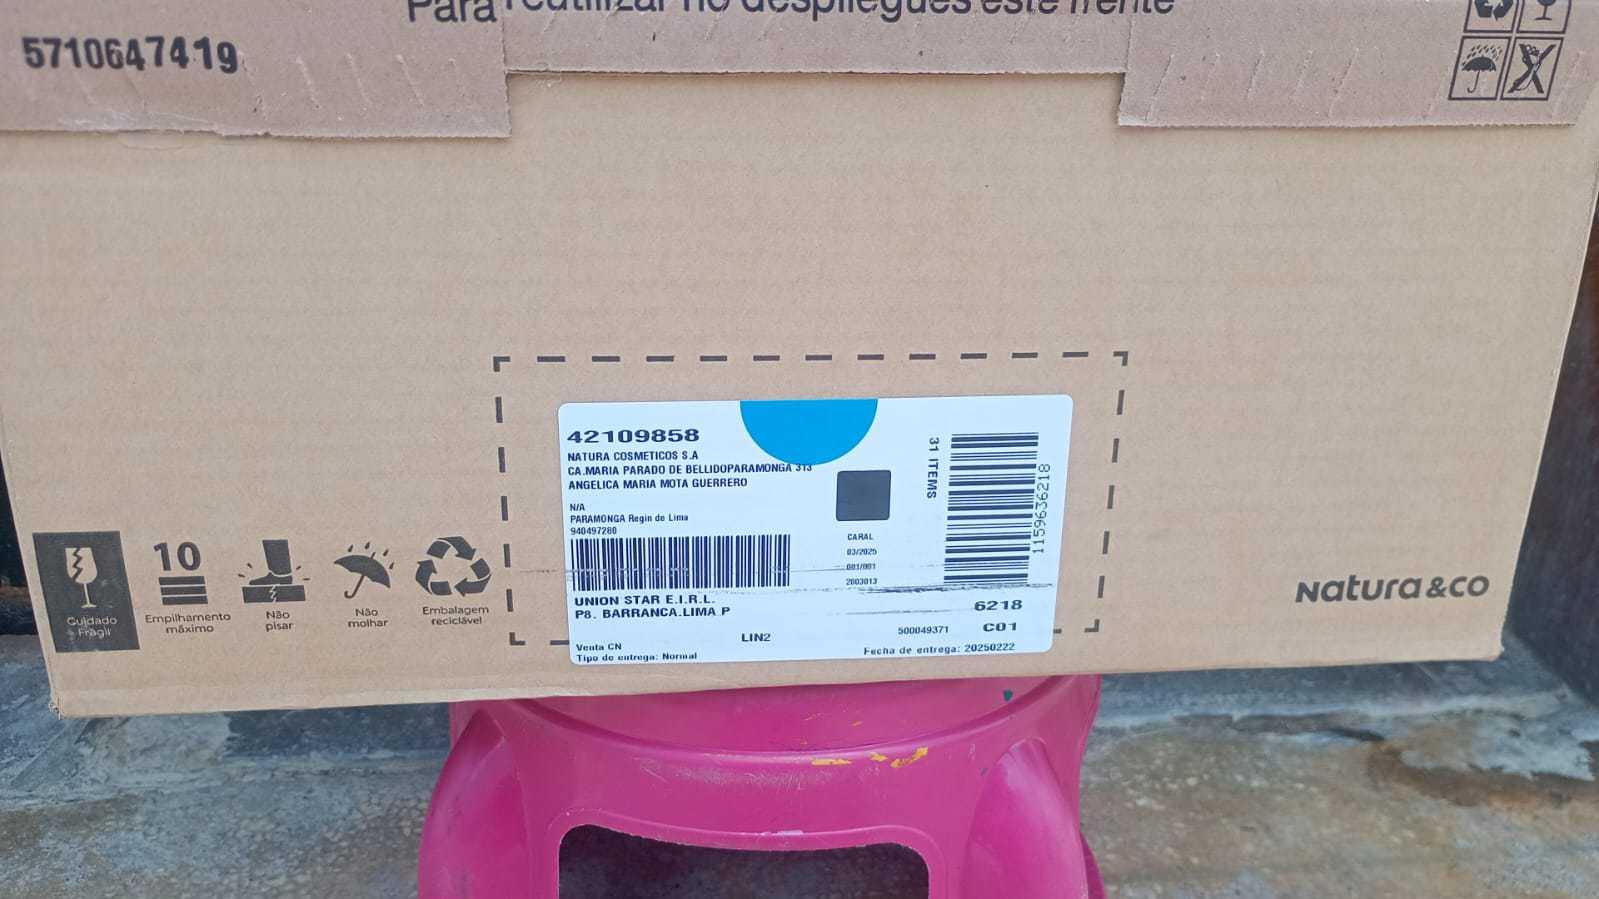 Para reutilizar no despliegues este frente
5710647419
42109858
NATURA COSMETICOS S.A
CA.MARIA PARADO DE BELLIDOPARAMONGA 313
ANGELICA MARIA MOTA GUERRERO
N/A
PARAMONGA Regin de Lima
940497280
31 ITEMS
1159636218
CARAL
03/2025
001/001
2003013
UNION STAR E.I.R.L.
P8. BARRANCA.LIMA P
6218
LIN2
500049371
C01
Venta CN
Tipo de entrega: Normal
Fecha de entrega: 20250222
Cuidado
Frágil
10
Empilhamento
máximo
Não
pisar
Não
molhar
Embalagem
reciclável
Natura &co